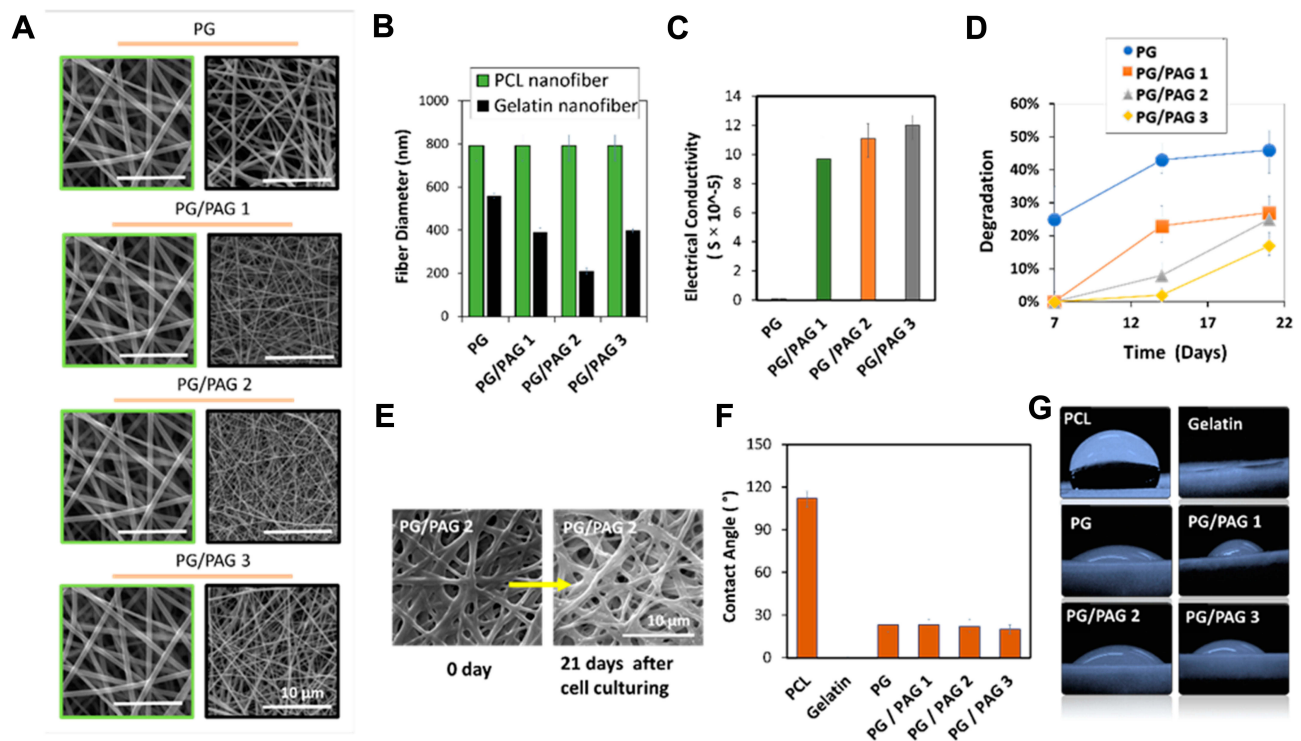 A
PG
PG/PAG 1
PG/PAG 2
PG/PAG 3
10 μm
B
PCL nanofiber
Gelatin nanofiber
Fiber Diameter (nm)
1000
800
600
400
200
0
PG
PG/PAG 1
PG/PAG 2
PG/PAG 3
C
Electrical Conductivity
( S × 10^-5)
14
12
10
8
6
4
2
0
PG
PG/PAG 1
PG /PAG 2
PG/PAG 3
D
PG
PG/PAG 1
PG/PAG 2
PG/PAG 3
Degradation
60%
50%
40%
30%
20%
10%
0%
7
12
17
22
Time (Days)
E
PG/PAG 2
PG/PAG 2
10 μm
0 day
21 days after
cell culturing
F
Contact Angle ( °)
150
120
90
60
30
0
PCL
Gelatin
PG
PG / PAG 1
PG / PAG 2
PG / PAG 3
G
PCL
Gelatin
PG
PG/PAG 1
PG/PAG 2
PG/PAG 3